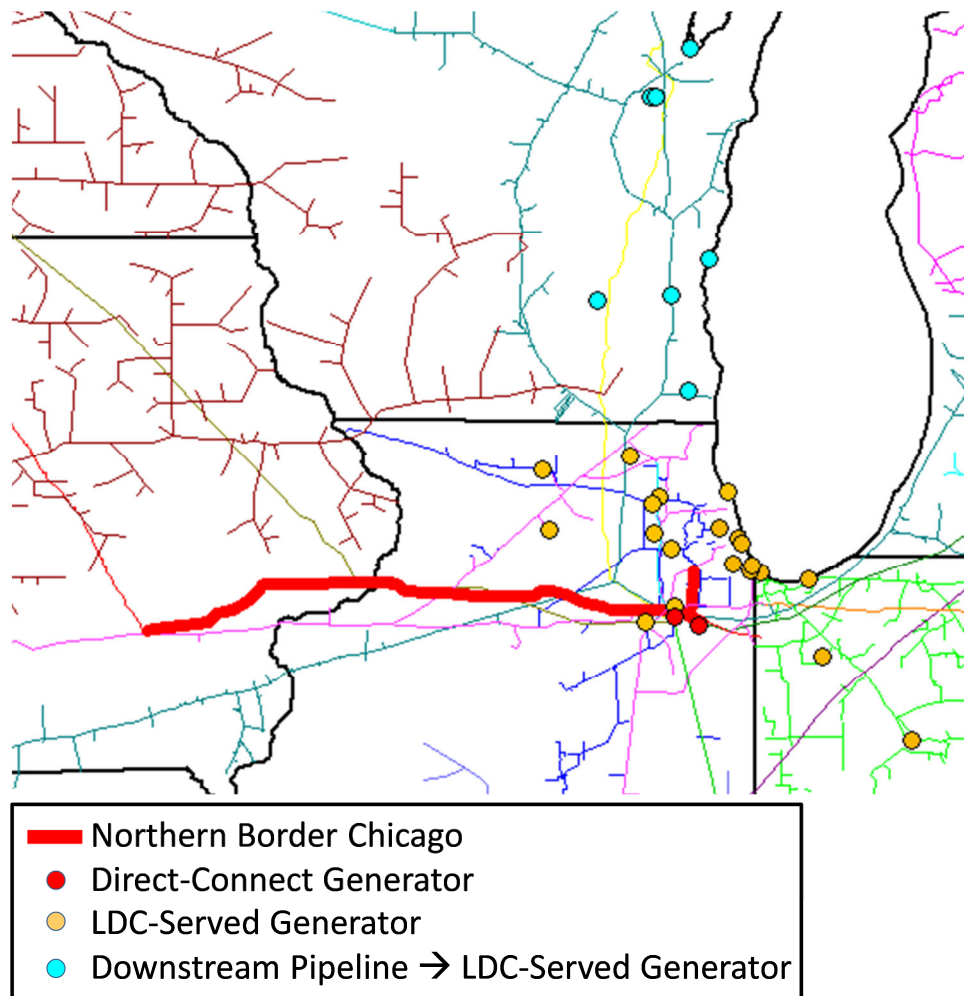 Northern Border Chicago
Direct-Connect Generator
LDC-Served Generator
Downstream Pipeline → LDC-Served Generator